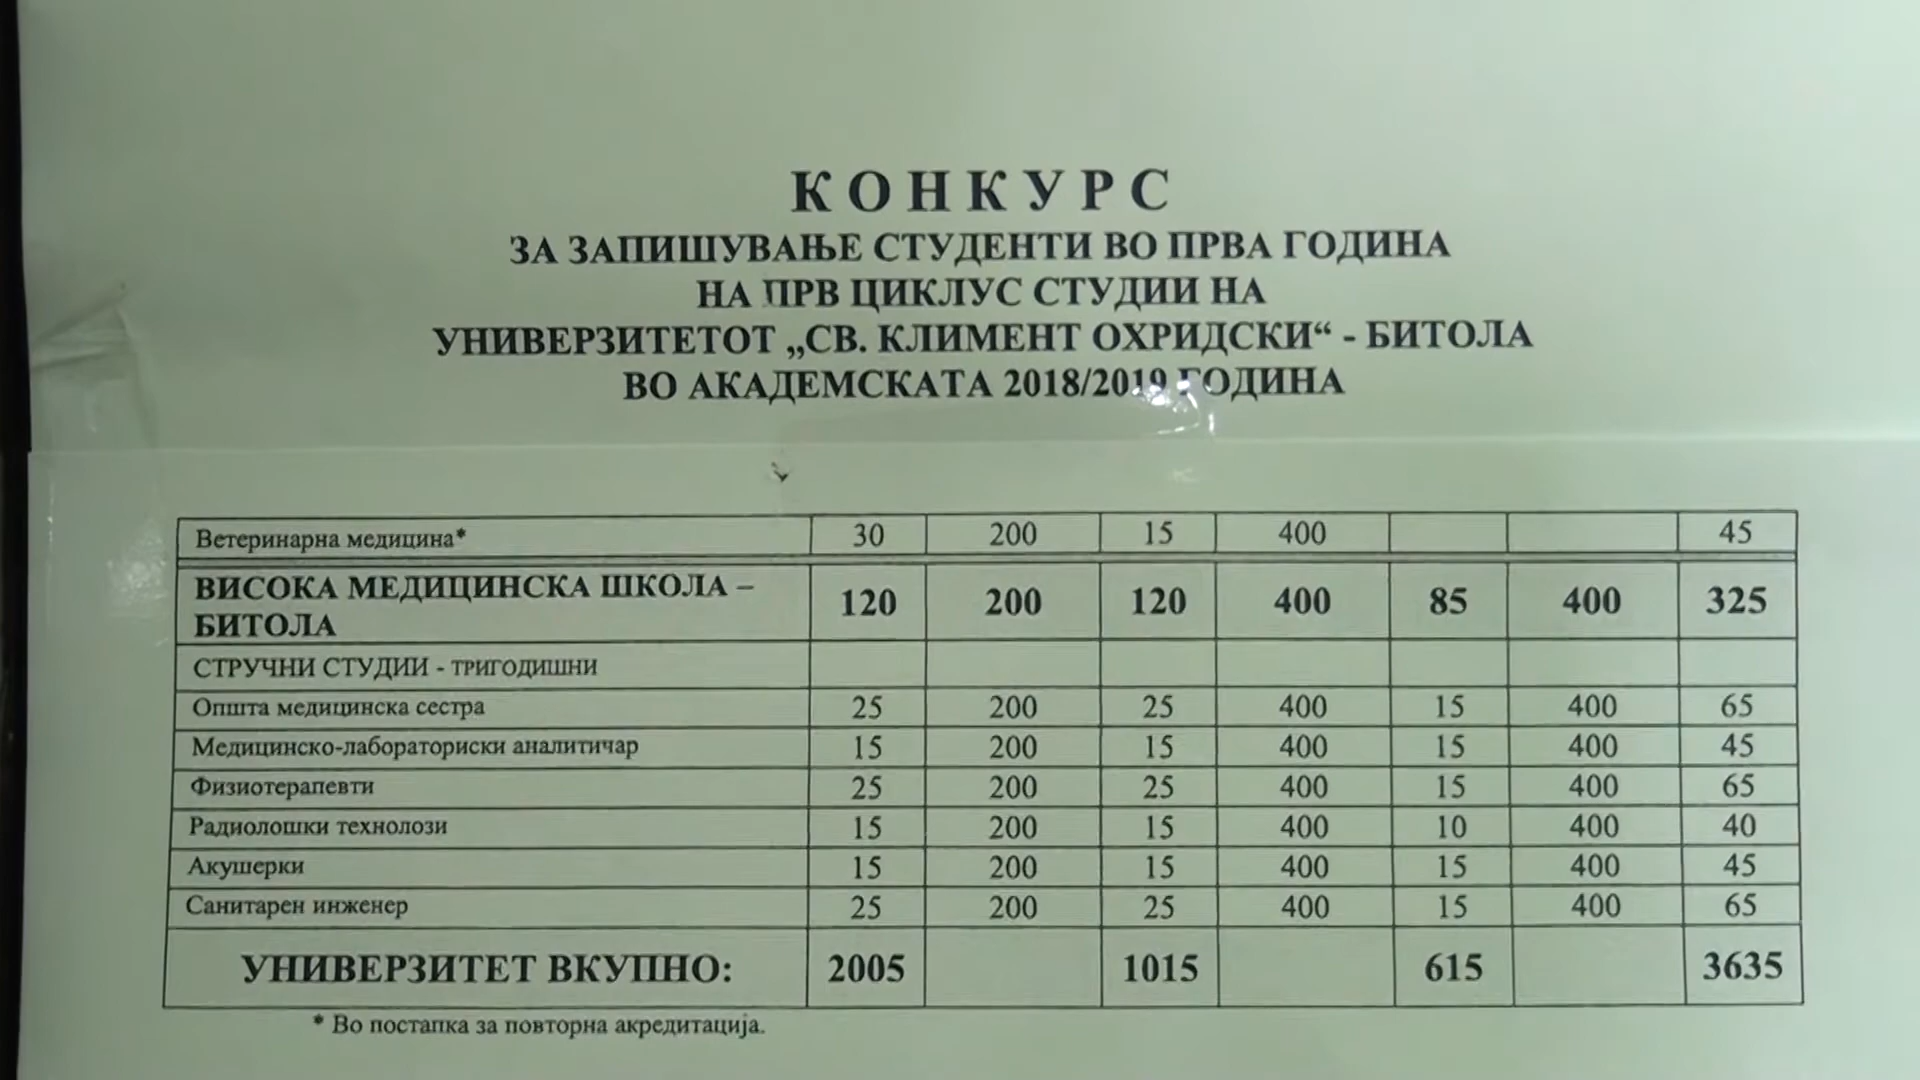 КОНКУРС
ЗА ЗАПИШУВАЊЕ СТУДЕНТИ ВО ПРВА ГОДИНА
НА ПРВ ЦИКЛУС СТУДИИ НА
УНИВЕРЗИТЕТОТ „СВ. КЛИМЕНТ ОХРИДСКИ“ - БИТОЛА
ВО АКАДЕМСКАТА 2018/2019 ГОДИНА
Ветеринарна медицина* 30 200 15 400 45
ВИСОКА МЕДИЦИНСКА ШКОЛА –
БИТОЛА 120 200 120 400 85 400 325
СТРУЧНИ СТУДИИ - ТРИГОДИШНИ
Општа медицинска сестра 25 200 25 400 15 400 65
Медицинско-лабораториски аналитичар 15 200 15 400 15 400 45
Физиотерапевти 25 200 25 400 15 400 65
Радиолошки технолози 15 200 15 400 10 400 40
Акушерки 15 200 15 400 15 400 45
Санитарен инженер 25 200 25 400 15 400 65
УНИВЕРЗИТЕТ ВКУПНО: 2005 1015 615 3635
* Во постапка за повторна акредитација.